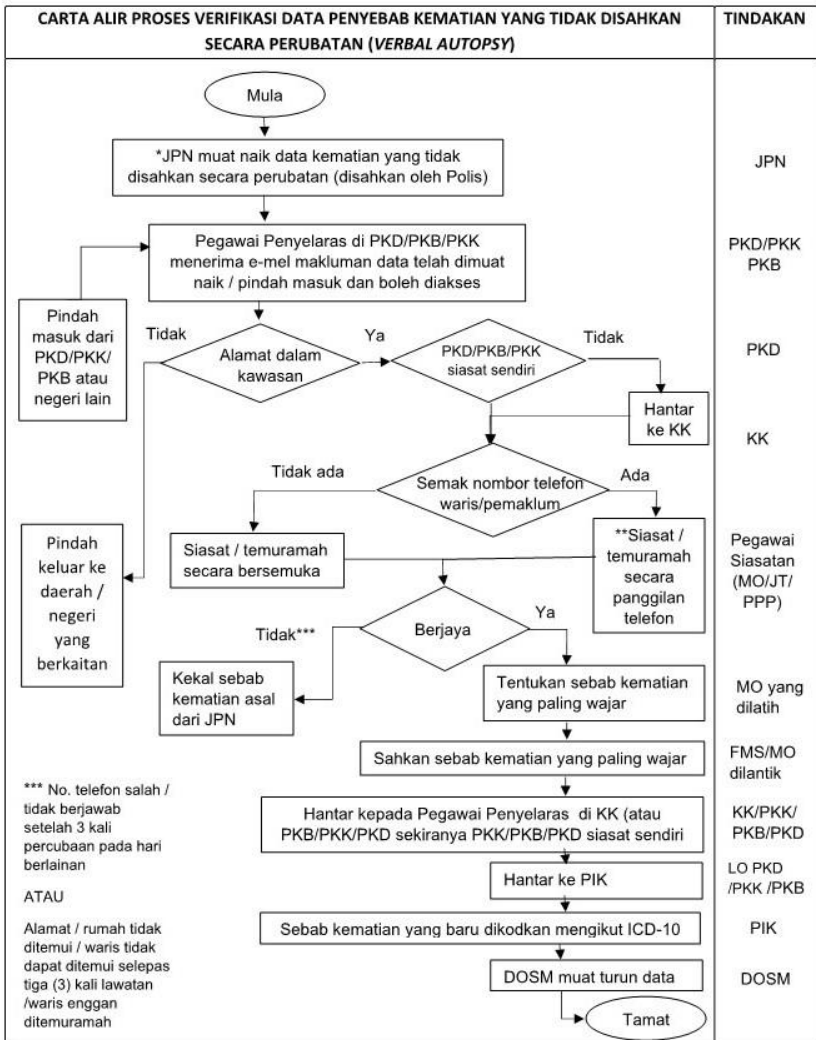 CARTA ALIR PROSES VERIFIKASI DATA PENYEBAB KEMATIAN YANG TIDAK DISAHKAN
SECARA PERUBATAN (VERBAL AUTOPSY)
TINDAKAN
Mula
*JPN muat naik data kematian yang tidak
disahkan secara perubatan (disahkan oleh Polis)
JPN
Pegawai Penyelaras di PKD/PKB/PKK
menerima e-mel makluman data telah dimuat
naik / pindah masuk dan boleh diakses
PKD/PKK
PKB
Pindah
masuk dari
PKD/PKK/
PKB atau
negeri lain
Tidak
Alamat dalam
kawasan
Ya
PKD/PKB/PKK
siasat sendiri
Tidak
PKD
Hantar
ke KK
KK
Tidak ada
Semak nombor telefon
waris/pemaklum
Ada
Pindah
keluar ke
daerah /
negeri
yang
berkaitan
Siasat / temuramah
secara bersemuka
**Siasat /
temuramah
secara
panggilan
telefon
Pegawai
Siasatan
(MO/JT/
PPP)
Tidak***
Berjaya
Ya
Kekal sebab
kematian asal
dari JPN
Tentukan sebab kematian
yang paling wajar
MO yang
dilatih
Sahkan sebab kematian yang paling wajar
FMS/MO
dilantik
*** No. telefon salah /
tidak berjawab
setelah 3 kali
percubaan pada hari
berlainan
ATAU
Alamat / rumah tidak
ditemui / waris tidak
dapat ditemui selepas
tiga (3) kali lawatan
/waris enggan
ditemuramah
Hantar kepada Pegawai Penyelaras di KK (atau
PKB/PKK/PKD sekiranya PKK/PKB/PKD siasat sendiri
KK/PKK/
PKB/PKD
Hantar ke PIK
LO PKD
/PKK /PKB
Sebab kematian yang baru dikodkan mengikut ICD-10
PIK
DOSM muat turun data
DOSM
Tamat